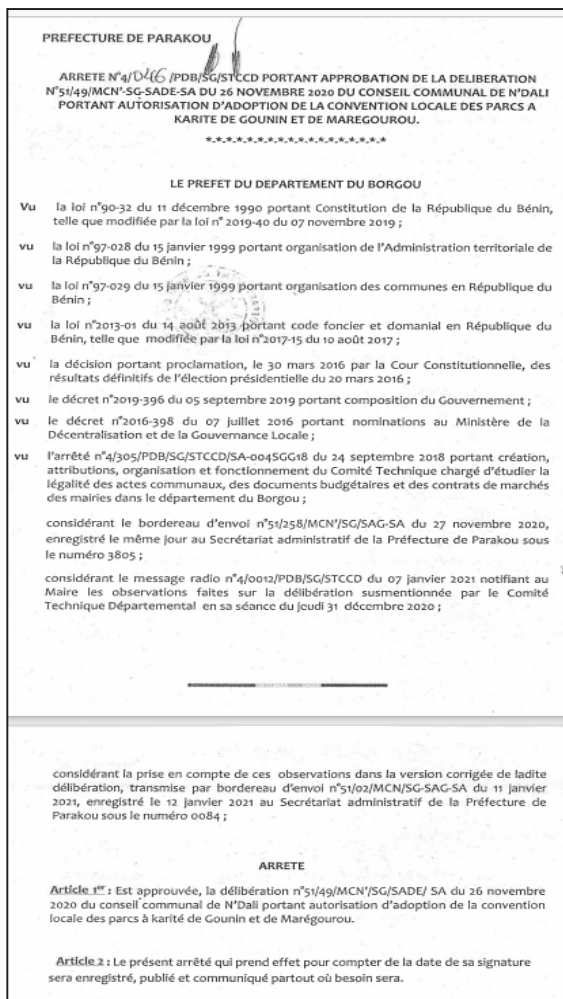 PREFECTURE DE PARAKOU
ARRETE N°4/046/PDB/SG/STCCD PORTANT APPROBATION DE LA DELIBERATION
N°51/49/MCN'-SG-SADE-SA DU 26 NOVEMBRE 2020 DU CONSEIL COMMUNAL DE N'DALI
PORTANT AUTORISATION D'ADOPTION DE LA CONVENTION LOCALE DES PARCS A
KARITE DE GOUNIN ET DE MAREGOUROU.
*.*.*.*.*.*.*.*.*.*.*.*.*.*.*.*.*.*.*
LE PREFET DU DEPARTEMENT DU BORGOU
Vu la loi n°90-32 du 11 décembre 1990 portant Constitution de la République du Bénin,
telle que modifiée par la loi n° 2019-40 du 07 novembre 2019 ;
vu la loi n°97-028 du 15 janvier 1999 portant organisation de l'Administration territoriale de
la République du Bénin ;
vu la loi n°97-029 du 15 janvier 1999 portant organisation des communes en République du
Bénin ;
vu la loi n°2013-01 du 14 août 2013 portant code foncier et domanial en République du
Bénin, telle que modifiée par la loi n°2017-15 du 10 août 2017 ;
vu la décision portant proclamation, le 30 mars 2016 par la Cour Constitutionnelle, des
résultats définitifs de l'élection présidentielle du 20 mars 2016 ;
vu le décret n°2019-396 du 05 septembre 2019 portant composition du Gouvernement ;
vu le décret n°2016-398 du 07 juillet 2016 portant nominations au Ministère de la
Décentralisation et de la Gouvernance Locale ;
vu l'arrêté n°4/305/PDB/SG/STCCD/SA-004SGG18 du 24 septembre 2018 portant création,
attributions, organisation et fonctionnement du Comité Technique chargé d'étudier la
légalité des actes communaux, des documents budgétaires et des contrats de marchés
des mairies dans le département du Borgou ;
considérant le bordereau d'envoi n°51/258/MCN'/SG/SAG-SA du 27 novembre 2020,
enregistré le même jour au Secrétariat administratif de la Préfecture de Parakou sous
le numéro 3805 ;
considérant le message radio n°4/0012/PDB/SG/STCCD du 07 janvier 2021 notifiant au
Maire les observations faites sur la délibération susmentionnée par le Comité
Technique Départemental en sa séance du jeudi 31 décembre 2020 ;
considérant la prise en compte de ces observations dans la version corrigée de ladite
délibération, transmise par bordereau d'envoi n°51/02/MCN/SG-SAG-SA du 11 janvier
2021, enregistré le 12 janvier 2021 au Secrétariat administratif de la Préfecture de
Parakou sous le numéro 0084 ;
ARRETE
Article 1er : Est approuvée, la délibération n°51/49/MCN'/SG/SADE/ SA du 26 novembre
2020 du conseil communal de N'Dali portant autorisation d'adoption de la convention
locale des parcs à karité de Gounin et de Marégourou.
Article 2 : Le présent arrêté qui prend effet pour compter de la date de sa signature
sera enregistré, publié et communiqué partout où besoin sera.